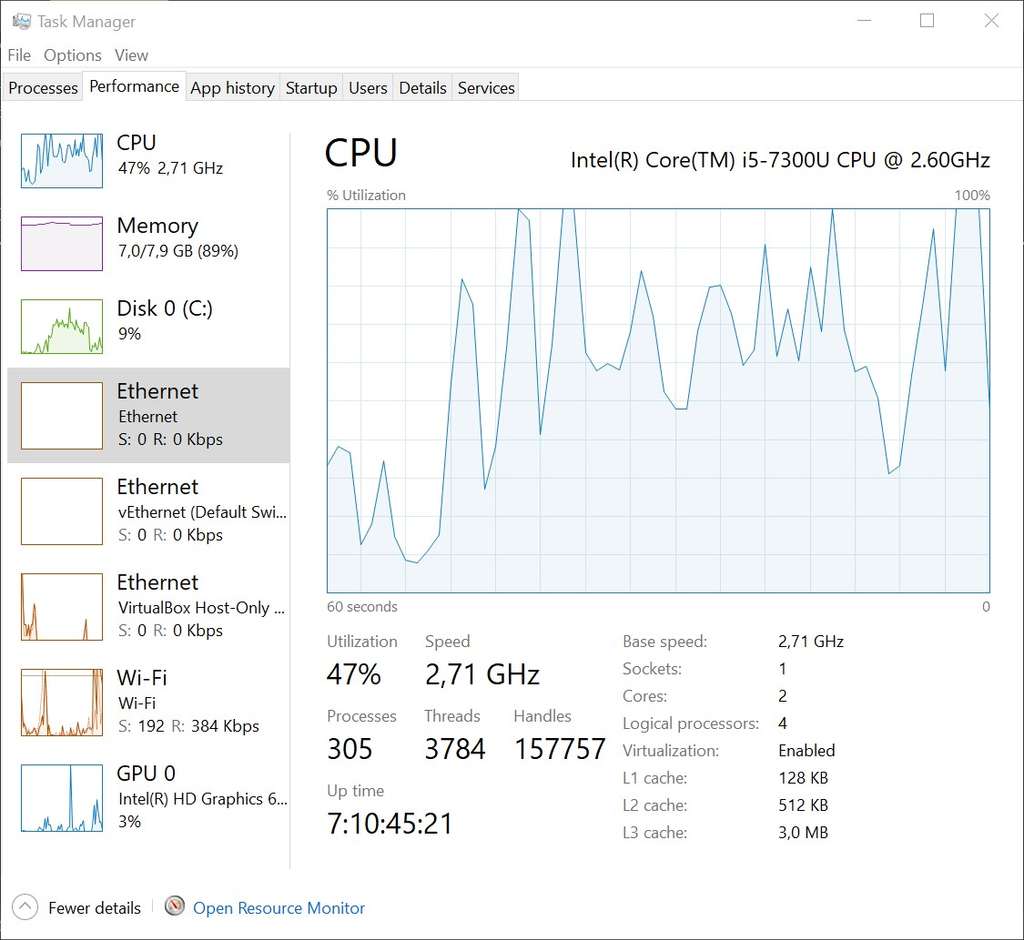 Task Manager
File Options View
Processes Performance App history Startup Users Details Services
CPU
47% 2,71 GHz
Memory
7,0/7,9 GB (89%)
Disk 0 (C:)
9%
Ethernet
Ethernet
S: 0 R: 0 Kbps
Ethernet
vEthernet (Default Swi...
S: 0 R: 0 Kbps
Ethernet
VirtualBox Host-Only ...
S: 0 R: 0 Kbps
Wi-Fi
Wi-Fi
S: 192 R: 384 Kbps
GPU 0
Intel(R) HD Graphics 6...
3%
CPU
Intel(R) Core(TM) i5-7300U CPU @ 2.60GHz
% Utilization 100%
60 seconds 0
Utilization Speed
47% 2,71 GHz
Processes Threads Handles
305 3784 157757
Up time
7:10:45:21
Base speed: 2,71 GHz
Sockets: 1
Cores: 2
Logical processors: 4
Virtualization: Enabled
L1 cache: 128 KB
L2 cache: 512 KB
L3 cache: 3,0 MB
Fewer details Open Resource Monitor